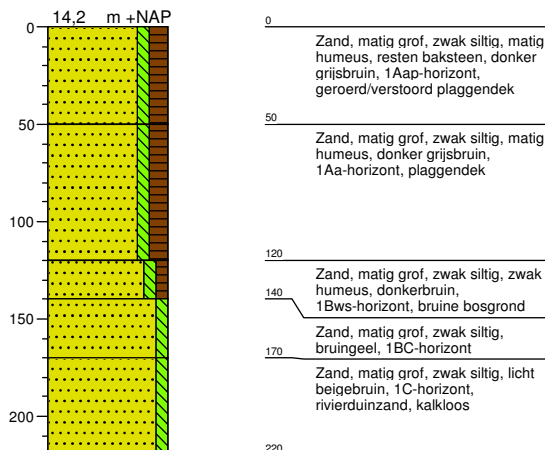 14,2 m +NAP
0
50
100
150
200
0
Zand, matig grof, zwak siltig, matig
humeus, resten baksteen, donker
grijsbruin, 1Aap-horizont,
geroerd/verstoord plaggendek
50
Zand, matig grof, zwak siltig, matig
humeus, donker grijsbruin,
1Aa-horizont, plaggendek
120
Zand, matig grof, zwak siltig, zwak
humeus, donkerbruin,
1Bws-horizont, bruine bosgrond
140
Zand, matig grof, zwak siltig,
bruingeel, 1BC-horizont
170
Zand, matig grof, zwak siltig, licht
beigebruin, 1C-horizont,
rivierduinzand, kalkloos
220